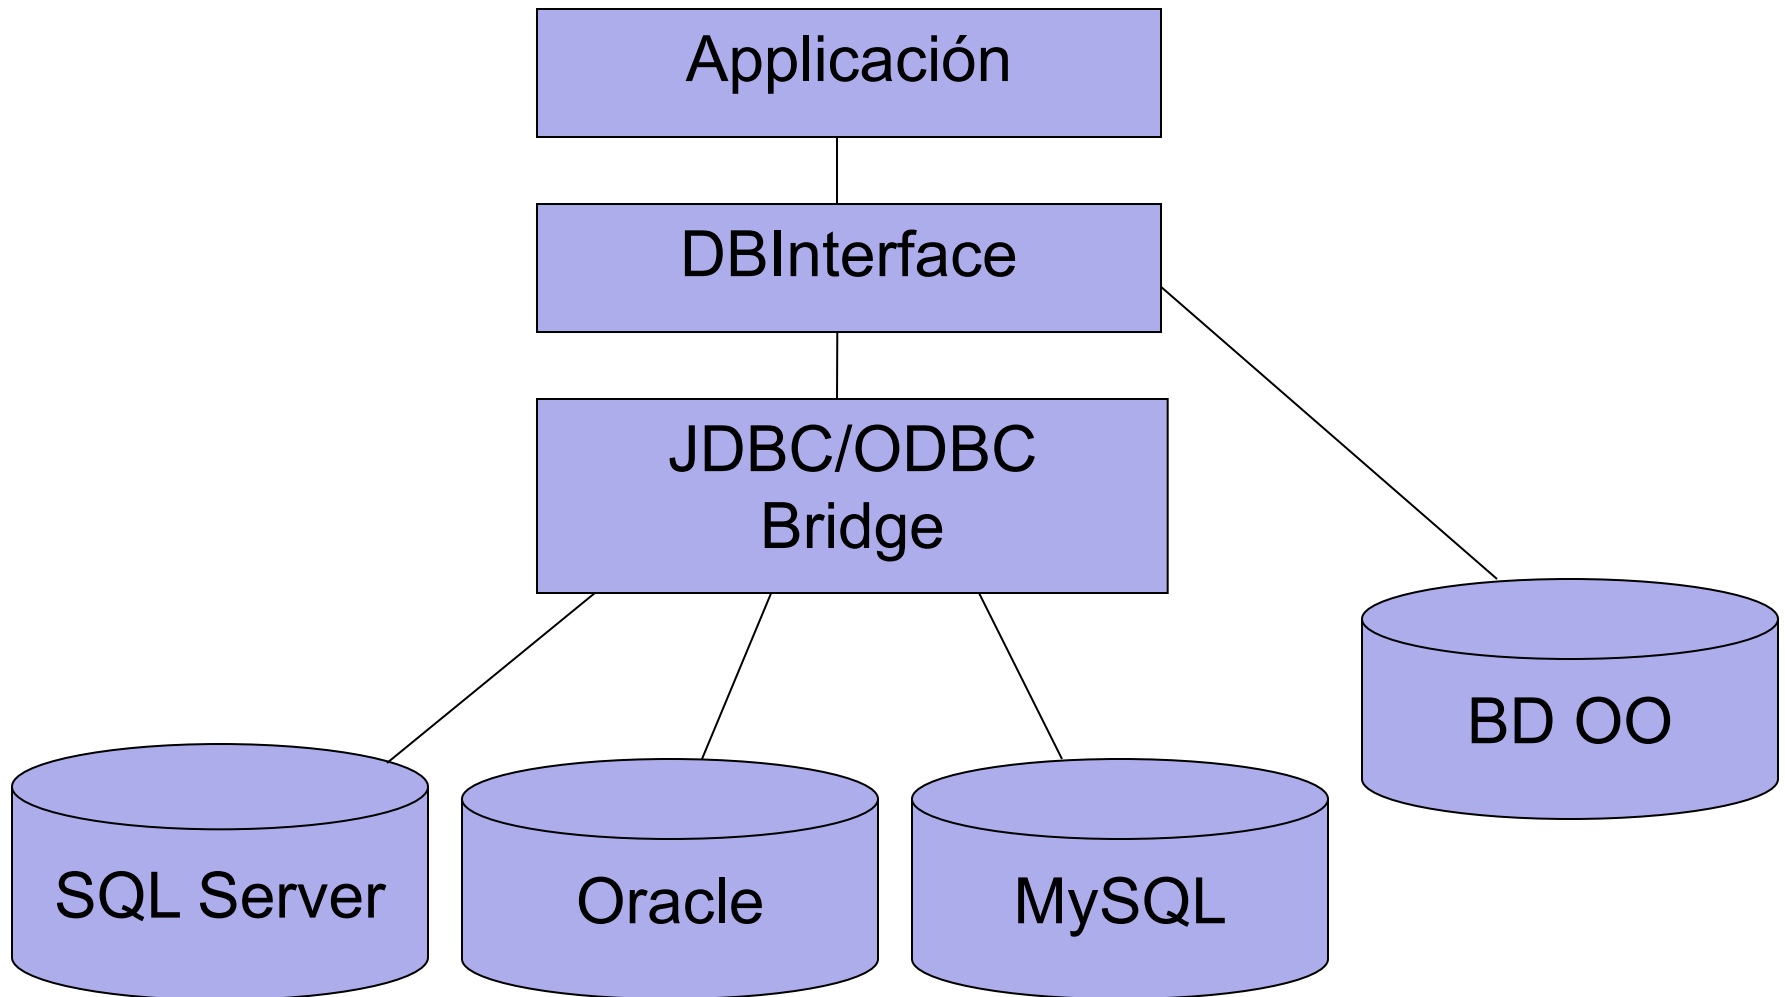 Applicación
DBInterface
JDBC/ODBC
Bridge
BD OO
SQL Server
Oracle
MySQL